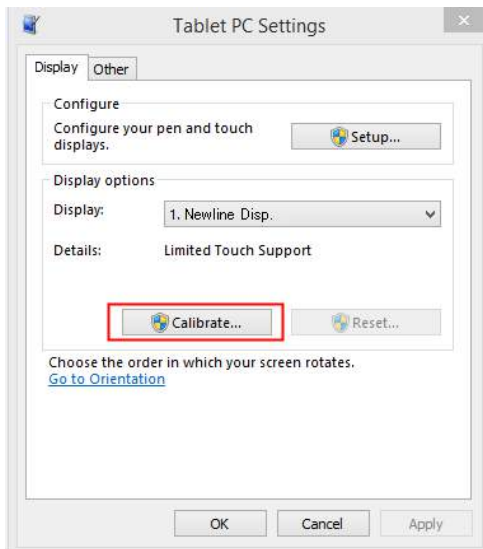 Tablet PC Settings
Display
Other
Configure
Configure your pen and touch
displays.
Setup...
Display options
Display:
1. Newline Disp.
Details:
Limited Touch Support
Calibrate...
Reset...
Choose the order in which your screen rotates.
Go to Orientation
OK
Cancel
Apply